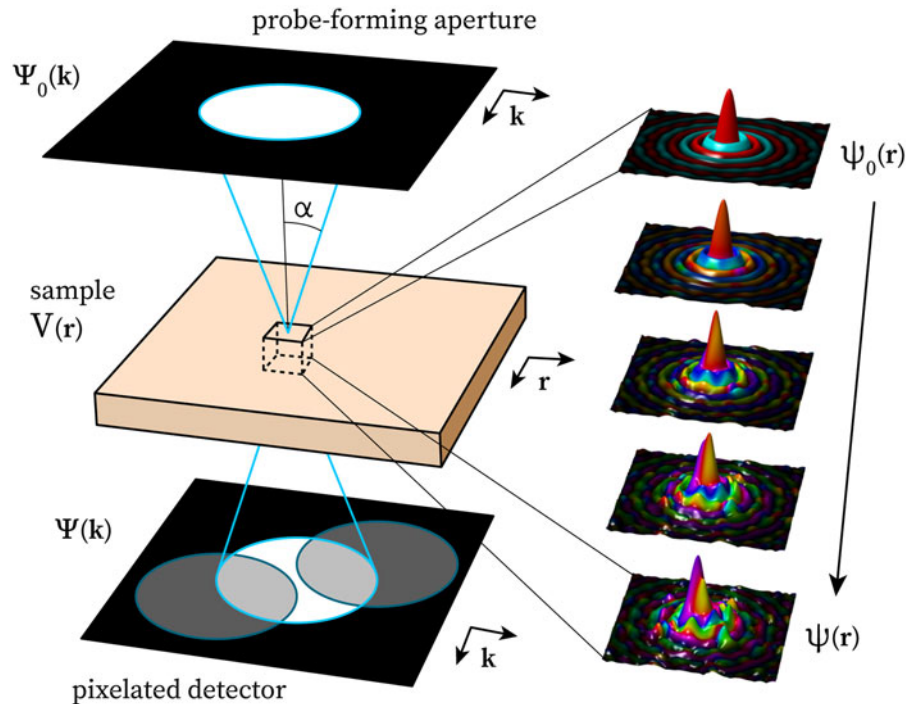 probe-forming aperture
Ψ₀(k)
k
ψ₀(r)
α
sample
V(r)
r
Ψ(k)
k
ψ(r)
pixelated detector